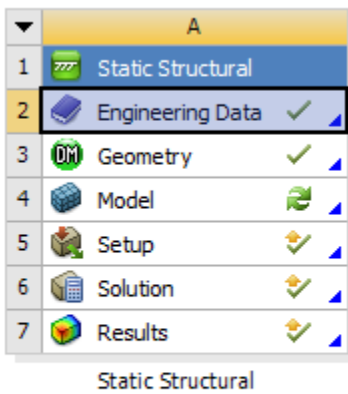 A
1 Static Structural
2 Engineering Data
3 DM Geometry
4 Model
5 Setup
6 Solution
7 Results
Static Structural